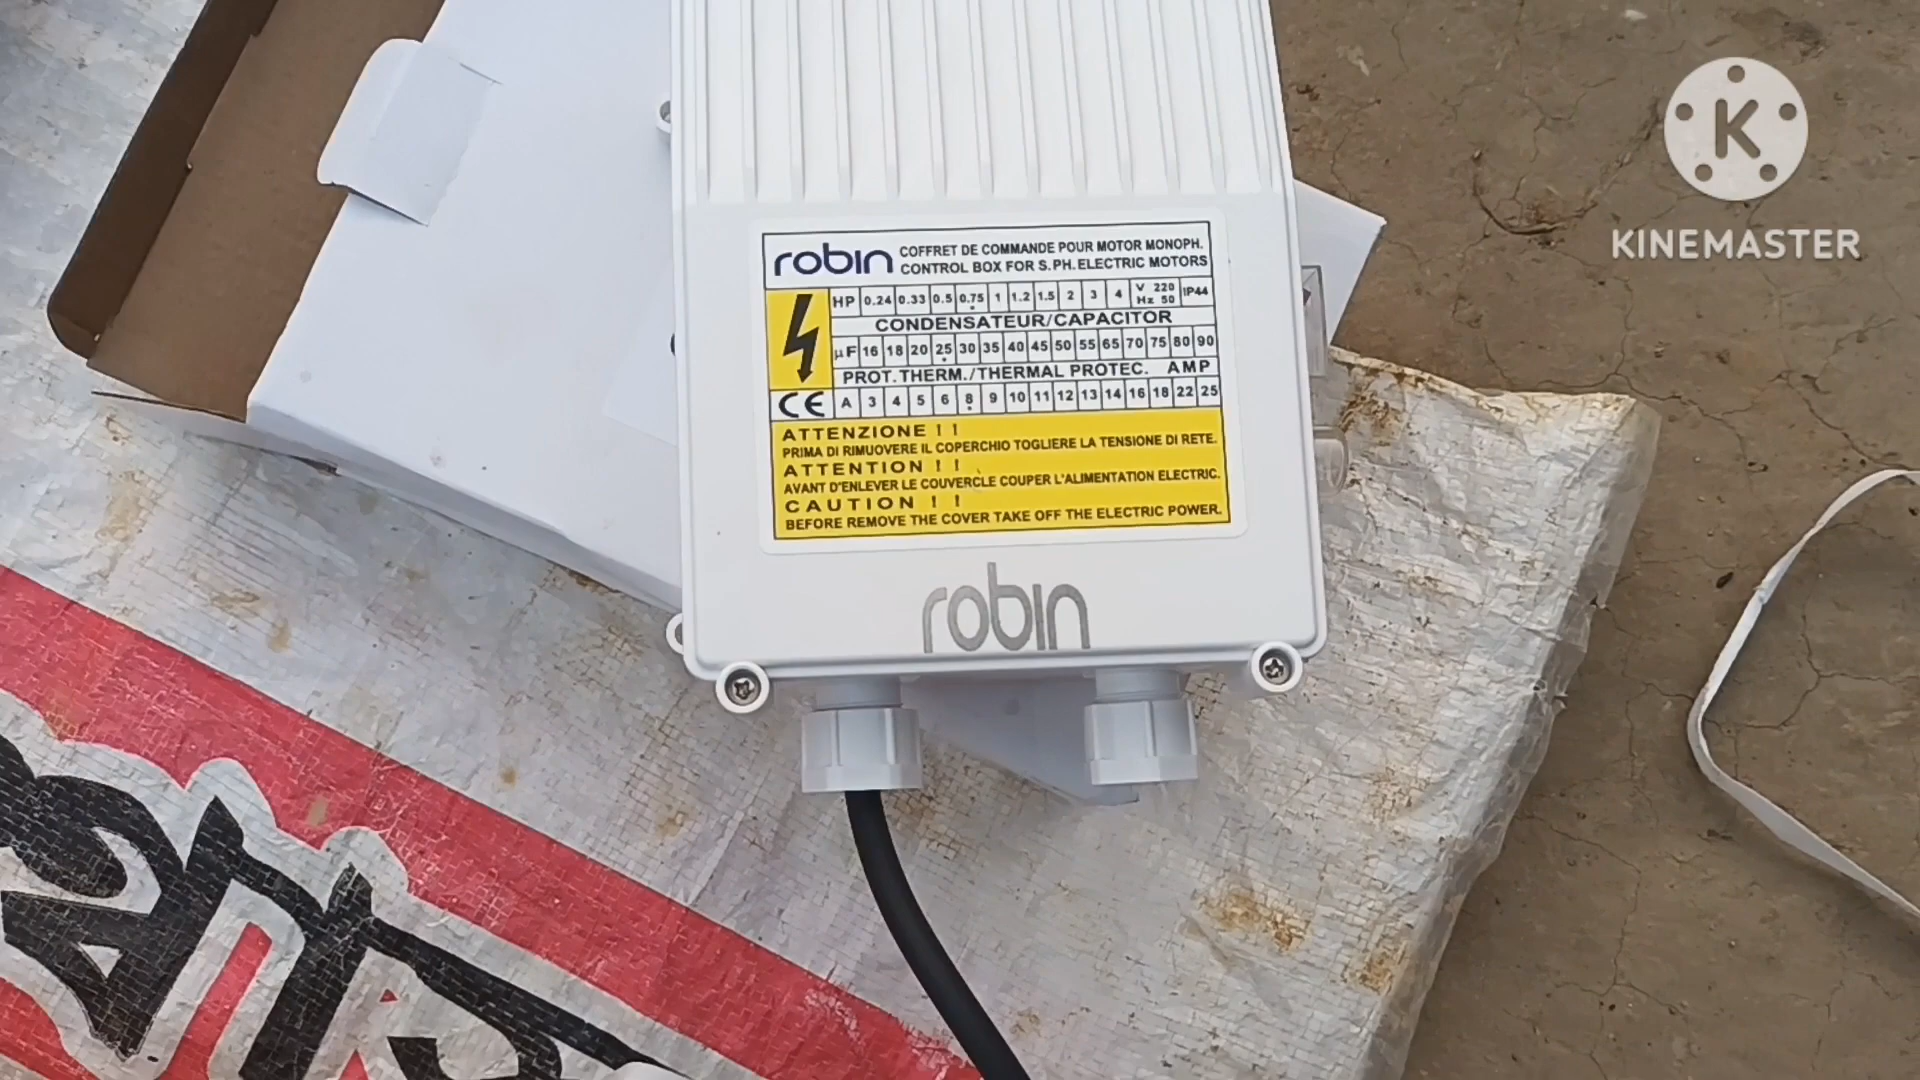 K
KINEMASTER
robin
COFFRET DE COMMANDE POUR MOTOR MONOPH.
CONTROL BOX FOR S.PH. ELECTRIC MOTORS
HP 0.24 0.33 0.5 0.75 1 1.2 1.5 2 3 4 V 220 Hz 50 IP44
CONDENSATEUR/CAPACITOR
µF 16 18 20 25 30 35 40 45 50 55 65 70 75 80 90
PROT. THERM./THERMAL PROTEC. AMP
CE A 3 4 5 6 8 9 10 11 12 13 14 16 18 22 25
ATTENZIONE !!
PRIMA DI RIMUOVERE IL COPERCHIO TOGLIERE LA TENSIONE DI RETE.
ATTENTION !!
AVANT D'ENLEVER LE COUVERCLE COUPER L'ALIMENTATION ELECTRIC.
CAUTION !!
BEFORE REMOVE THE COVER TAKE OFF THE ELECTRIC POWER.
robin